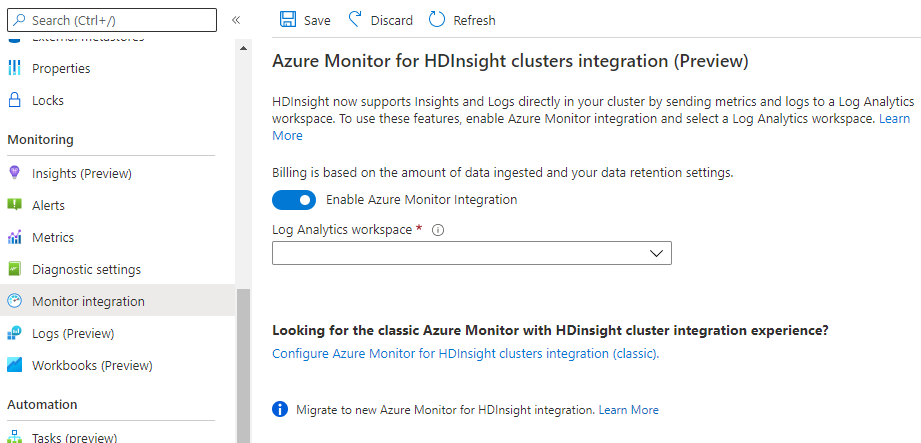 Search (Ctrl+/)
«
External metastores
Properties
Locks
Monitoring
Insights (Preview)
Alerts
Metrics
Diagnostic settings
Monitor integration
Logs (Preview)
Workbooks (Preview)
Automation
Tasks (preview)
Save Discard Refresh
Azure Monitor for HDInsight clusters integration (Preview)
HDInsight now supports Insights and Logs directly in your cluster by sending metrics and logs to a Log Analytics
workspace. To use these features, enable Azure Monitor integration and select a Log Analytics workspace. Learn
More
Billing is based on the amount of data ingested and your data retention settings.
Enable Azure Monitor Integration
Log Analytics workspace *
Looking for the classic Azure Monitor with HDinsight cluster integration experience?
Configure Azure Monitor for HDInsight clusters integration (classic).
Migrate to new Azure Monitor for HDInsight integration. Learn More